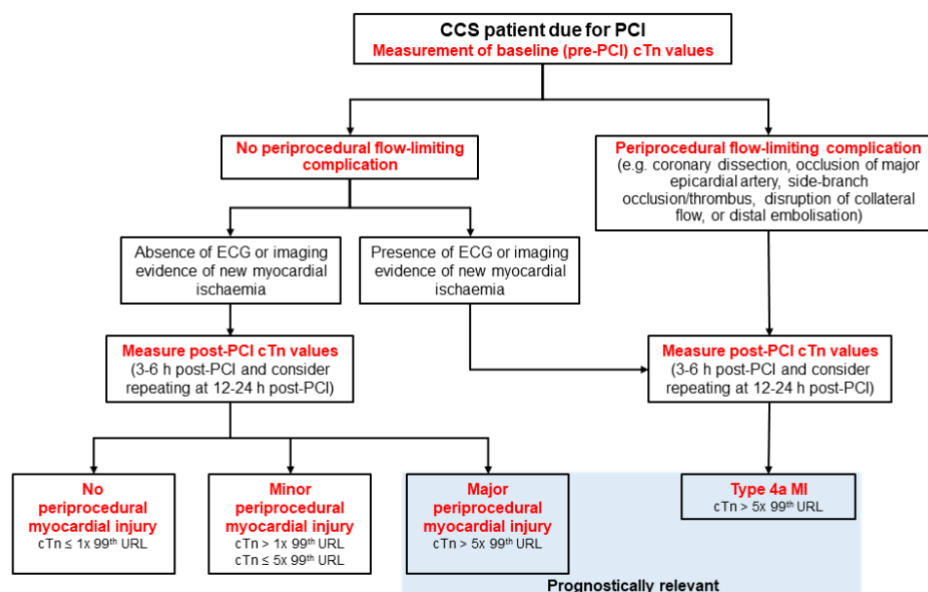 CCS patient due for PCI
Measurement of baseline (pre-PCI) cTn values
No periprocedural flow-limiting
complication
Periprocedural flow-limiting complication
(e.g. coronary dissection, occlusion of major
epicardial artery, side-branch
occlusion/thrombus, disruption of collateral
flow, or distal embolisation)
Absence of ECG or imaging
evidence of new myocardial
ischaemia
Presence of ECG or imaging
evidence of new myocardial
ischaemia
Measure post-PCI cTn values
(3-6 h post-PCI and consider
repeating at 12-24 h post-PCI)
Measure post-PCI cTn values
(3-6 h post-PCI and consider
repeating at 12-24 h post-PCI)
No
periprocedural
myocardial injury
cTn ≤ 1x 99th URL
Minor
periprocedural
myocardial injury
cTn > 1x 99th URL
cTn ≤ 5x 99th URL
Major
periprocedural
myocardial injury
cTn > 5x 99th URL
Type 4a MI
cTn > 5x 99th URL
Prognostically relevant